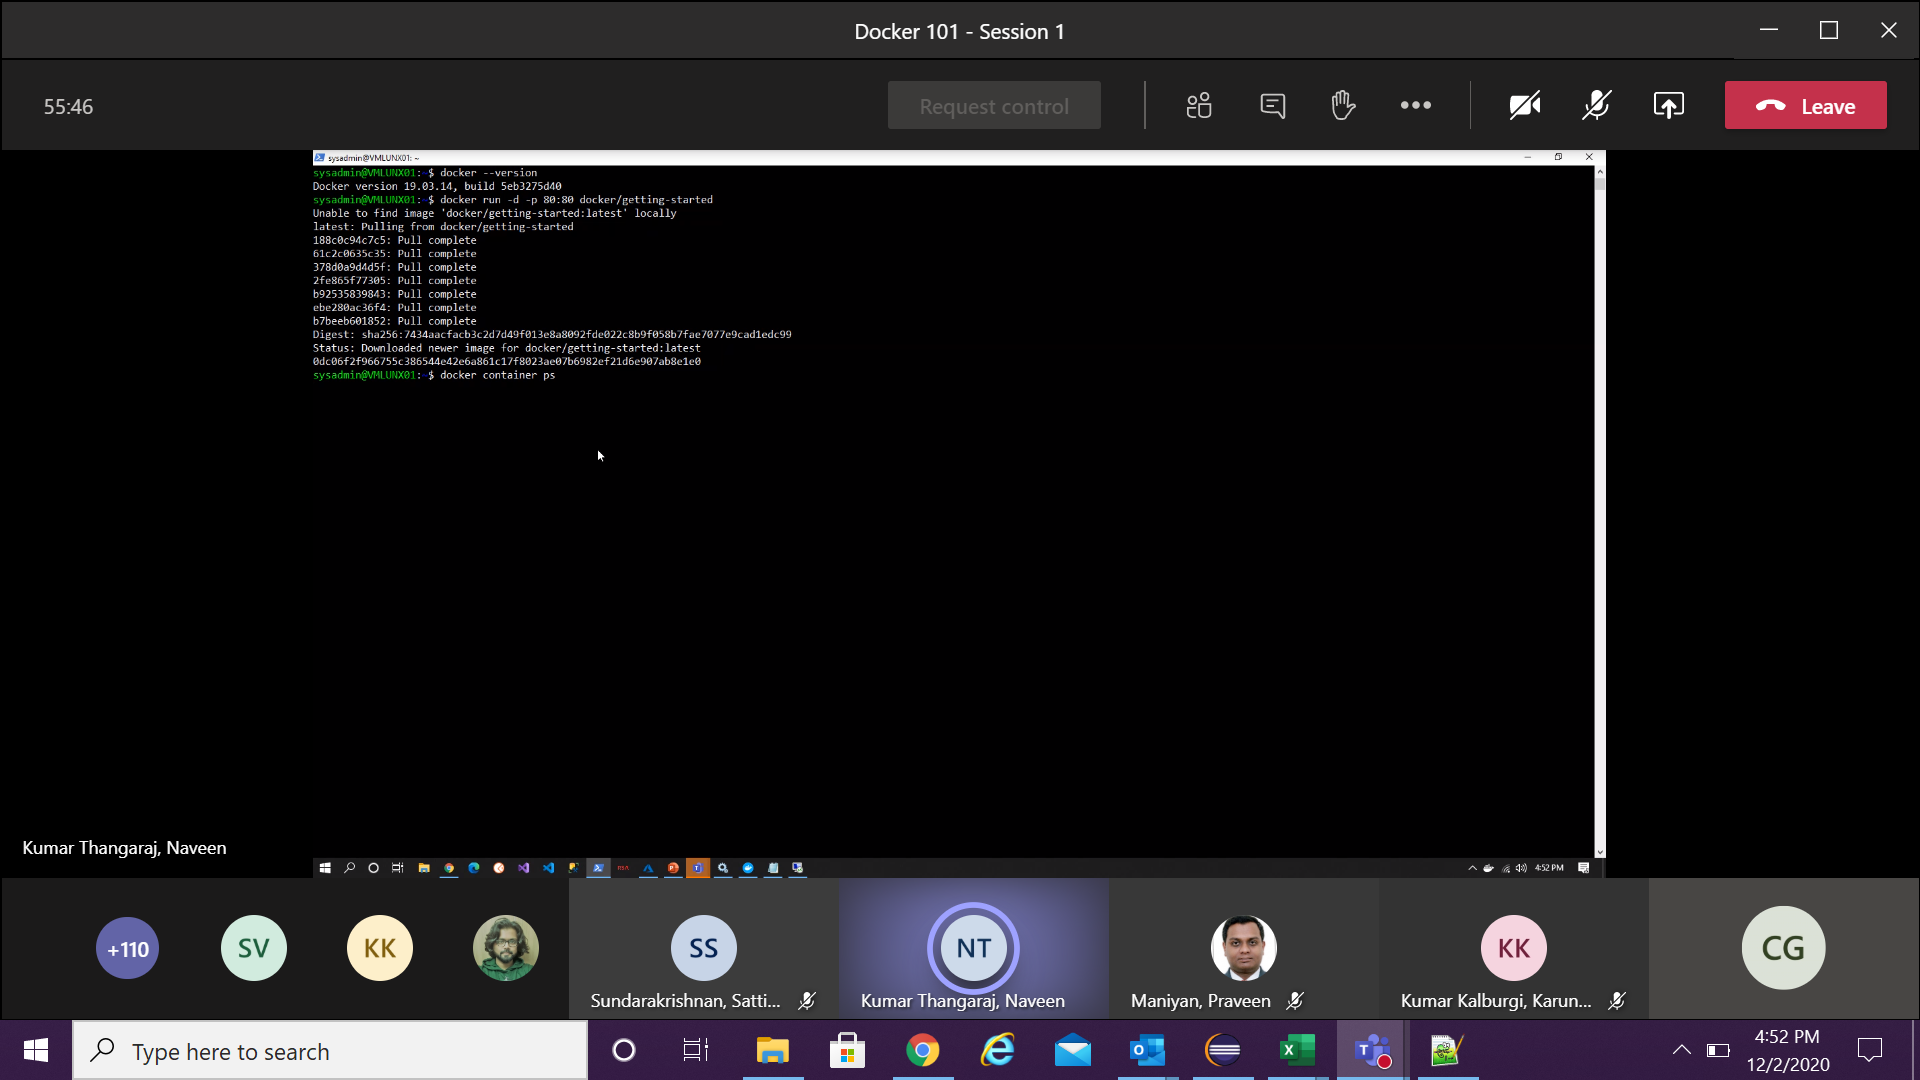 Docker 101 - Session 1
55:46
Request control
Leave
sysadmin@VMLUNX01: ~
sysadmin@VMLUNX01:~$ docker --version
Docker version 19.03.14, build 5eb3275d40
sysadmin@VMLUNX01:~$ docker run -d -p 80:80 docker/getting-started
Unable to find image 'docker/getting-started:latest' locally
latest: Pulling from docker/getting-started
188c0c94c7c5: Pull complete
61c2c0635c35: Pull complete
378d0a9d4d5f: Pull complete
2fe865f77305: Pull complete
b92535839843: Pull complete
ebe280ac36f4: Pull complete
b7beeb601852: Pull complete
Digest: sha256:7434aacfacb3c2d7d49f013e8a8092fde022c8b9f058b7fae7077e9cad1edc99
Status: Downloaded newer image for docker/getting-started:latest
0dc06f2f966755c386544e42e6a861c17f8023ae07b6982ef21d6e907ab8e1e0
sysadmin@VMLUNX01:~$ docker container ps
Kumar Thangaraj, Naveen
4:52 PM
+110
SV
KK
SS
NT
KK
CG
Sundarakrishnan, Satti...
Kumar Thangaraj, Naveen
Maniyan, Praveen
Kumar Kalburgi, Karun...
Type here to search
4:52 PM
12/2/2020